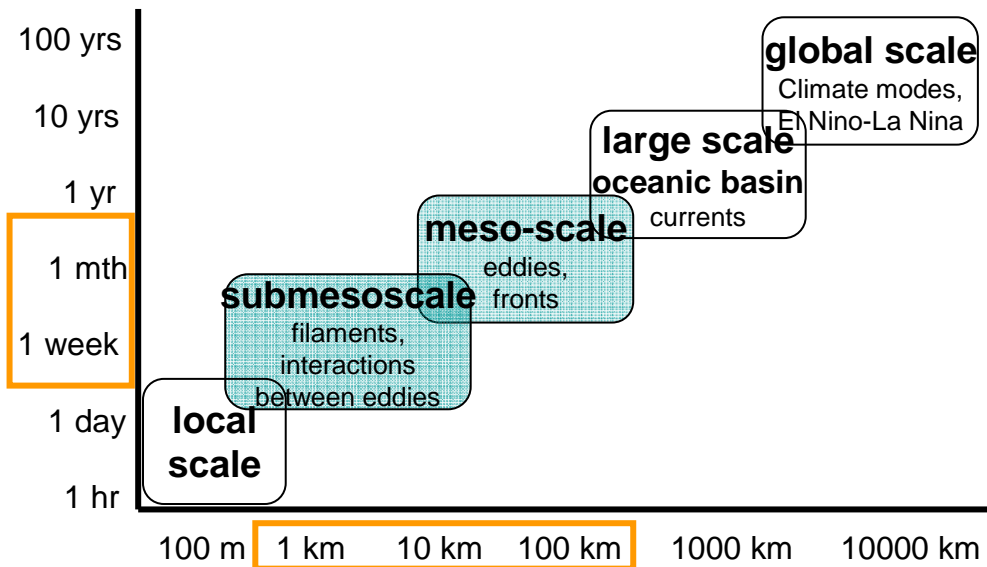 100 yrs
10 yrs
1 yr
1 mth
1 week
1 day
1 hr
global scale
Climate modes,
El Nino-La Nina
large scale
oceanic basin
currents
meso-scale
eddies,
fronts
submesoscale
filaments,
interactions
between eddies
local
scale
100 m 1 km 10 km 100 km 1000 km 10000 km